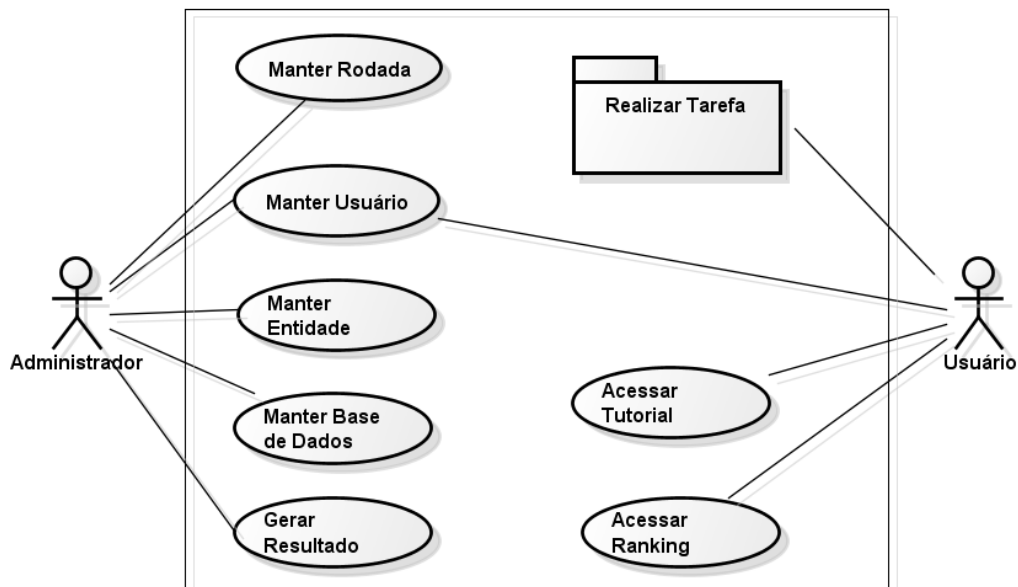 Manter Rodada
Realizar Tarefa
Manter Usuário
Manter
Entidade
Administrador
Usuário
Manter Base
de Dados
Acessar
Tutorial
Gerar
Resultado
Acessar
Ranking